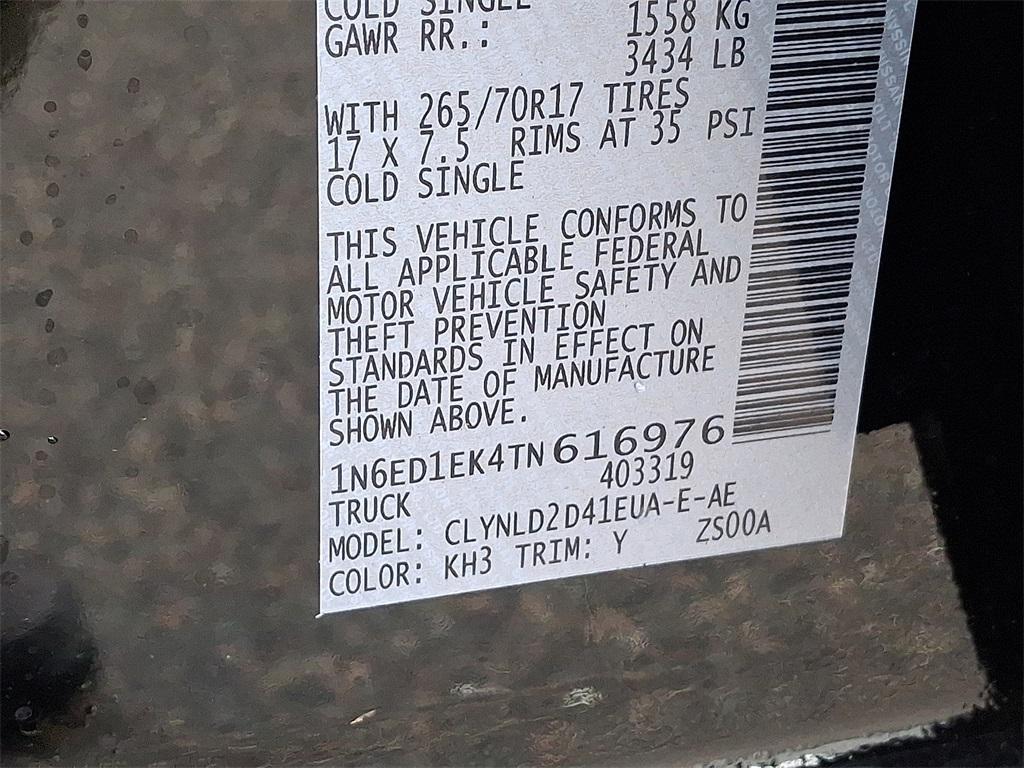 COLD SINGLE
GAWR RR.: 1558 KG
3434 LB
WITH 265/70R17 TIRES
17 X 7.5 RIMS AT 35 PSI
COLD SINGLE
THIS VEHICLE CONFORMS TO
ALL APPLICABLE FEDERAL
MOTOR VEHICLE SAFETY AND
THEFT PREVENTION
STANDARDS IN EFFECT ON
THE DATE OF MANUFACTURE
SHOWN ABOVE.
1N6ED1EK4TN616976
403319
TRUCK
MODEL: CLYNLD2D41EUA-E-AE
COLOR: KH3 TRIM: Y ZS00A